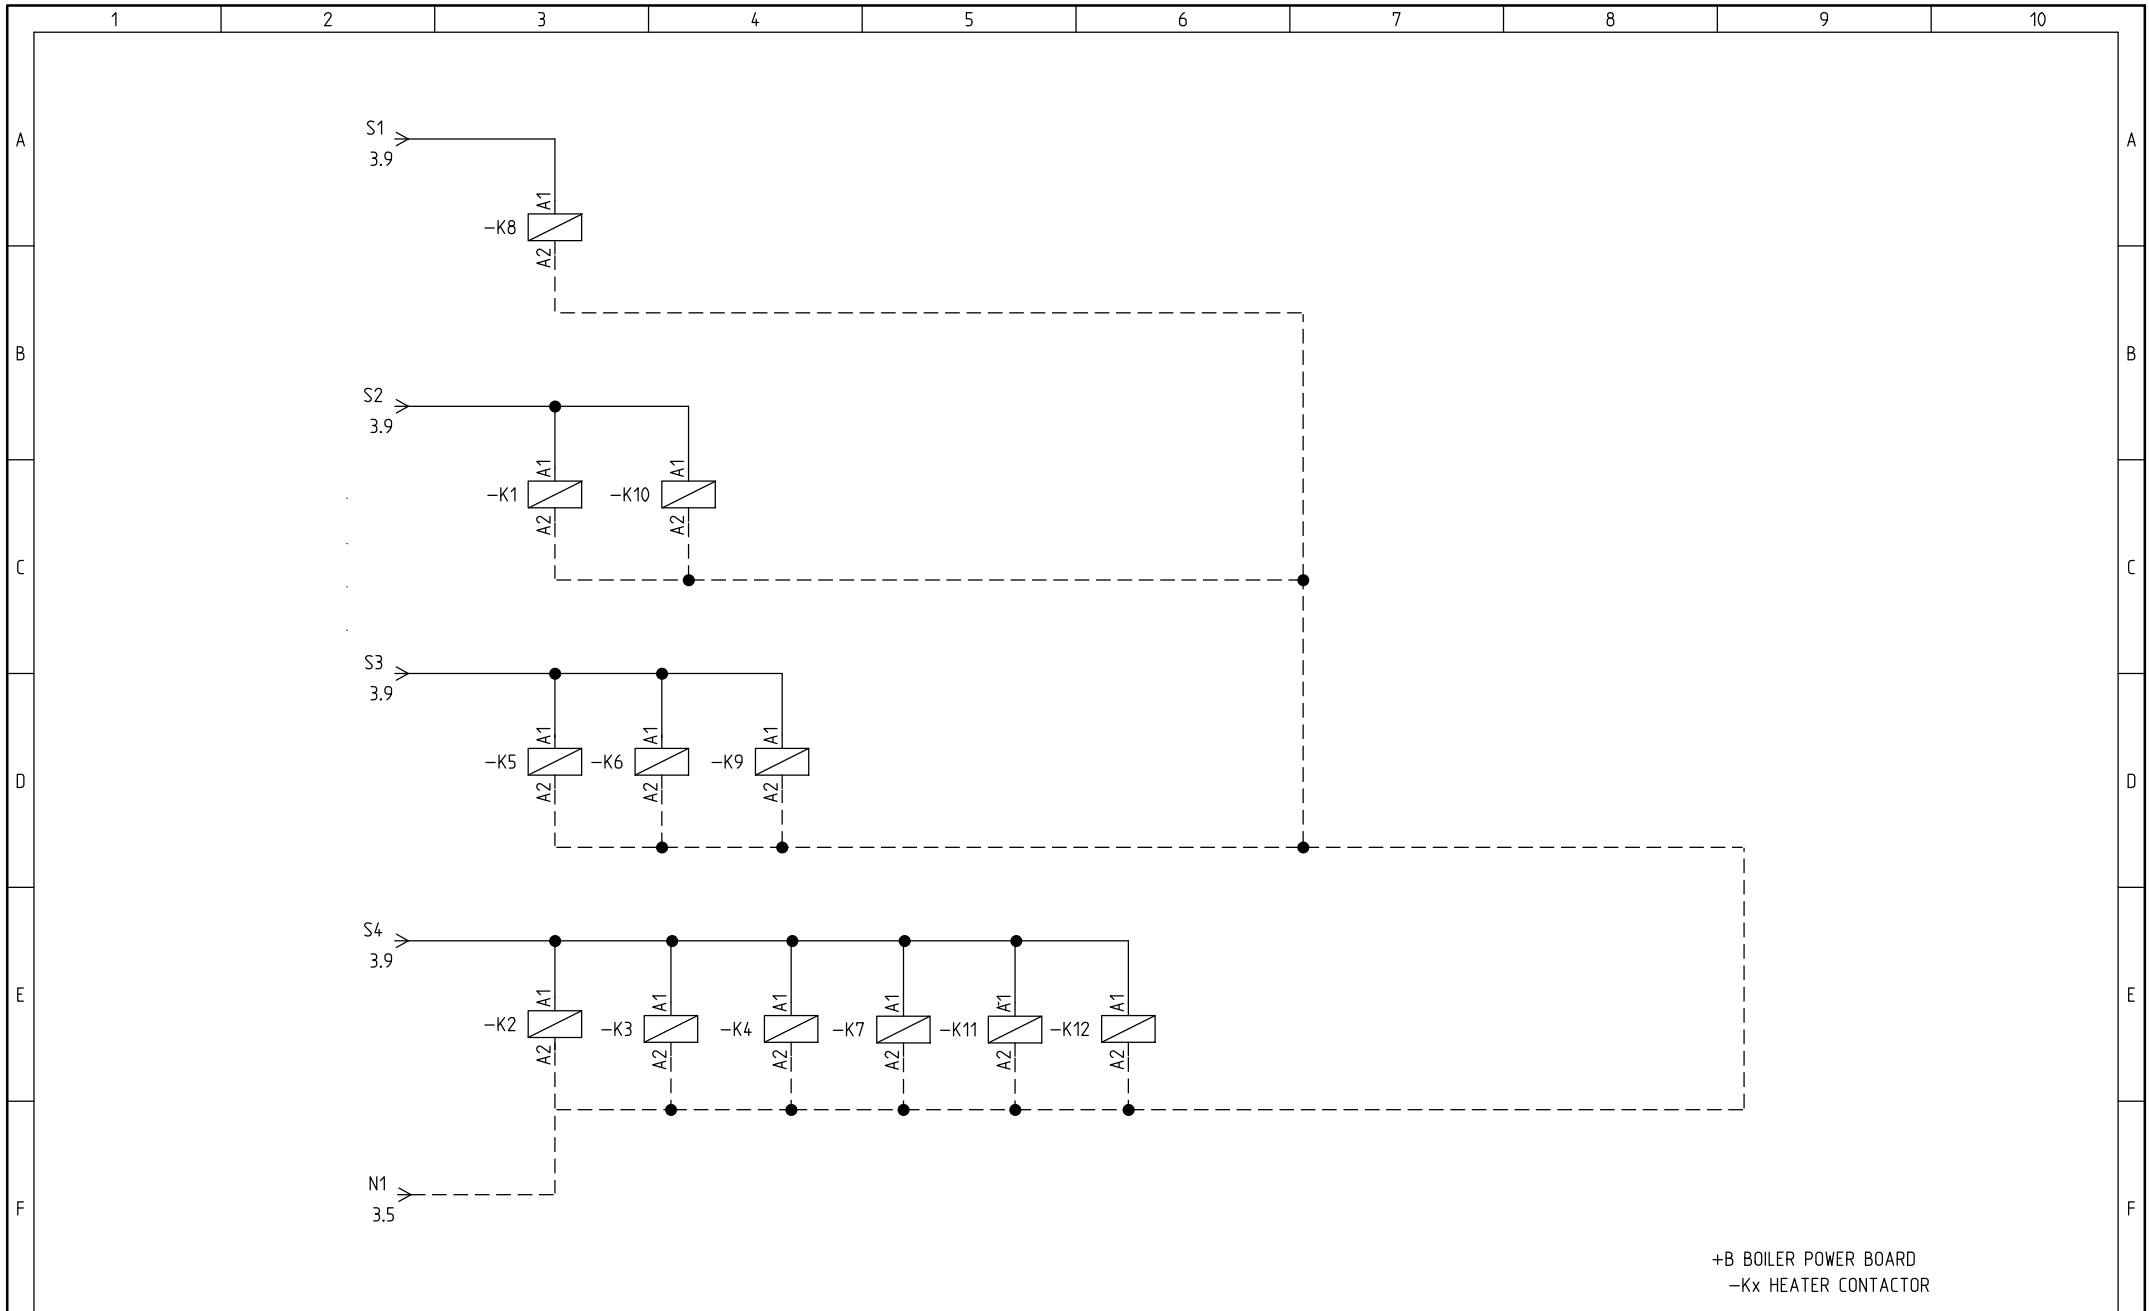 1 2 3 4 5 6 7 8 9 10
A A
S1
3.9
A1
-K8
A2
B B
S2
3.9
A1 A1
-K1 -K10
A2 A2
C C
S3
3.9
A1 A1 A1
-K5 -K6 -K9
D D
A2 A2 A2
S4
3.9
E E
A1 A1 A1 A1 A1 A1
-K2 -K3 -K4 -K7 -K11 -K12
A2 A2 A2 A2 A2 A2
N1
3.5
F F
+B BOILER POWER BOARD
-Kx HEATER CONTACTOR